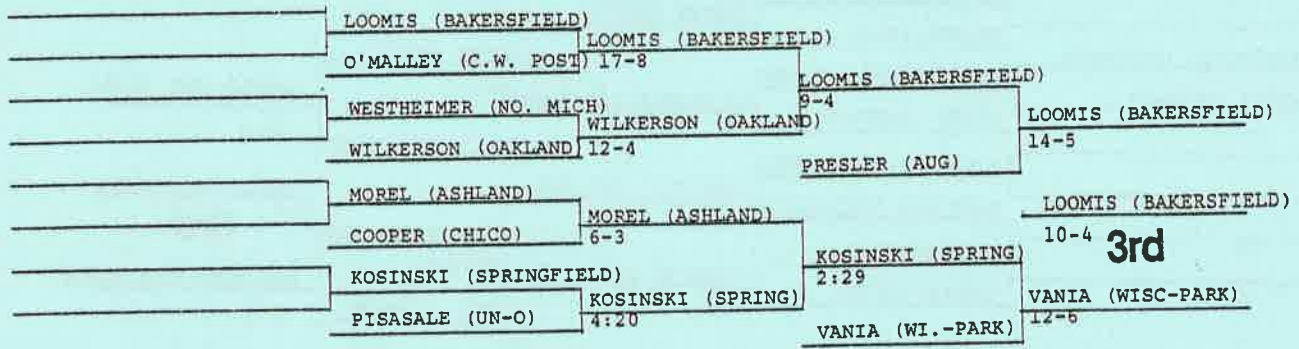 LOOMIS (BAKERSFIELD)
O'MALLEY (C.W. POST)
LOOMIS (BAKERSFIELD)
17-8
WESTHEIMER (NO. MICH)
WILKERSON (OAKLAND)
WILKERSON (OAKLAND)
12-4
LOOMIS (BAKERSFIELD)
9-4
PRESLER (AUG)
LOOMIS (BAKERSFIELD)
14-5
MOREL (ASHLAND)
COOPER (CHICO)
MOREL (ASHLAND)
6-3
KOSINSKI (SPRINGFIELD)
PISASALE (UN-O)
KOSINSKI (SPRING)
4:20
KOSINSKI (SPRING)
2:29
VANIA (WI.-PARK)
VANIA (WISC-PARK)
12-6
LOOMIS (BAKERSFIELD)
10-4 3rd